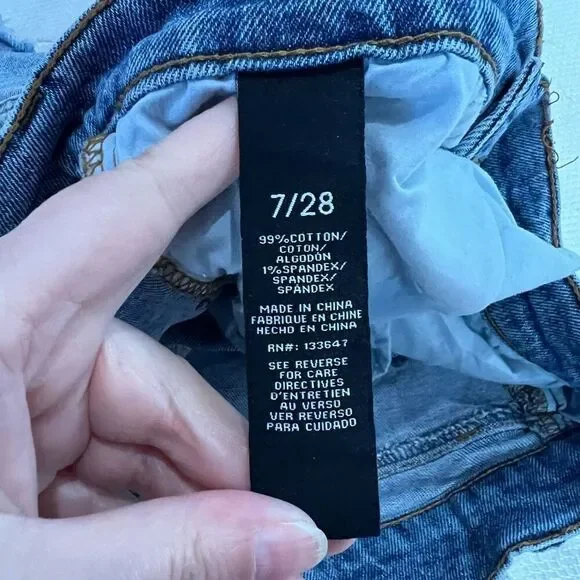 7/28
99%COTTON/
COTON/
ALGODÓN
1%SPANDEX/
SPANDEX/
SPÁNDEX
MADE IN CHINA
FABRIQUE EN CHINE
HECHO EN CHINA
RN#: 133647
SEE REVERSE
FOR CARE
DIRECTIVES
D'ENTRETIEN
AU VERSO
VER REVERSO
PARA CUIDADO